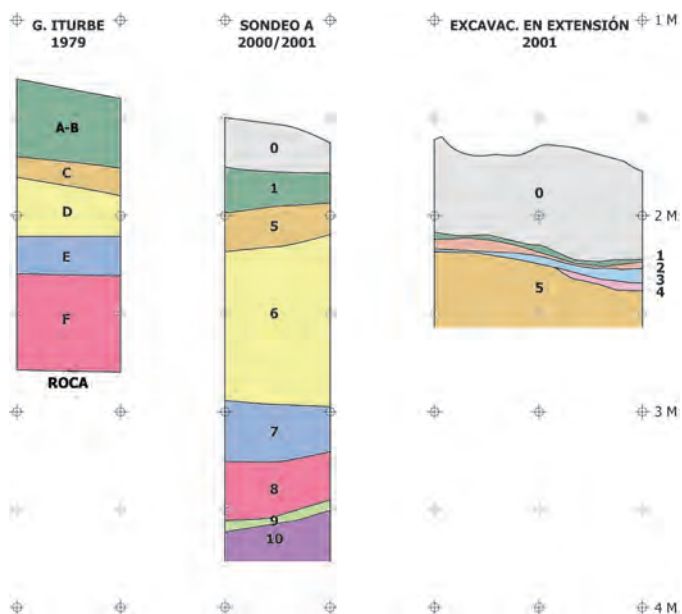 G. ITURBE
1979
A-B
C
D
E
F
ROCA
SONDEO A
2000/2001
0
1
5
6
7
8
9
10
EXCAVAC. EN EXTENSIÓN
2001
0
1
2
3
4
5
1 M
2 M
3 M
4 M